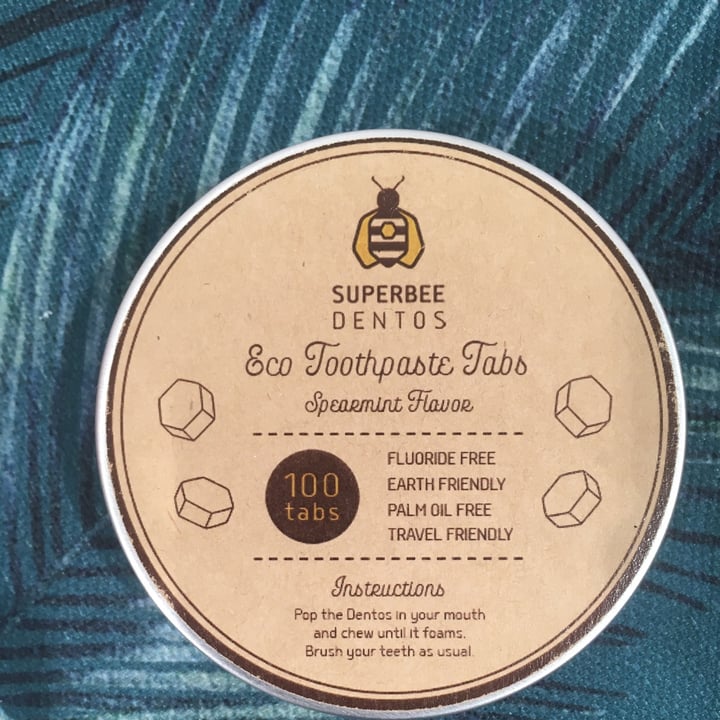 SUPERBEE
DENTOS
Eco Toothpaste Tabs
Spearmint Flavor
100
tabs
FLUORIDE FREE
EARTH FRIENDLY
PALM OIL FREE
TRAVEL FRIENDLY
Instructions
Pop the Dentos in your mouth
and chew until it foams.
Brush your teeth as usual.